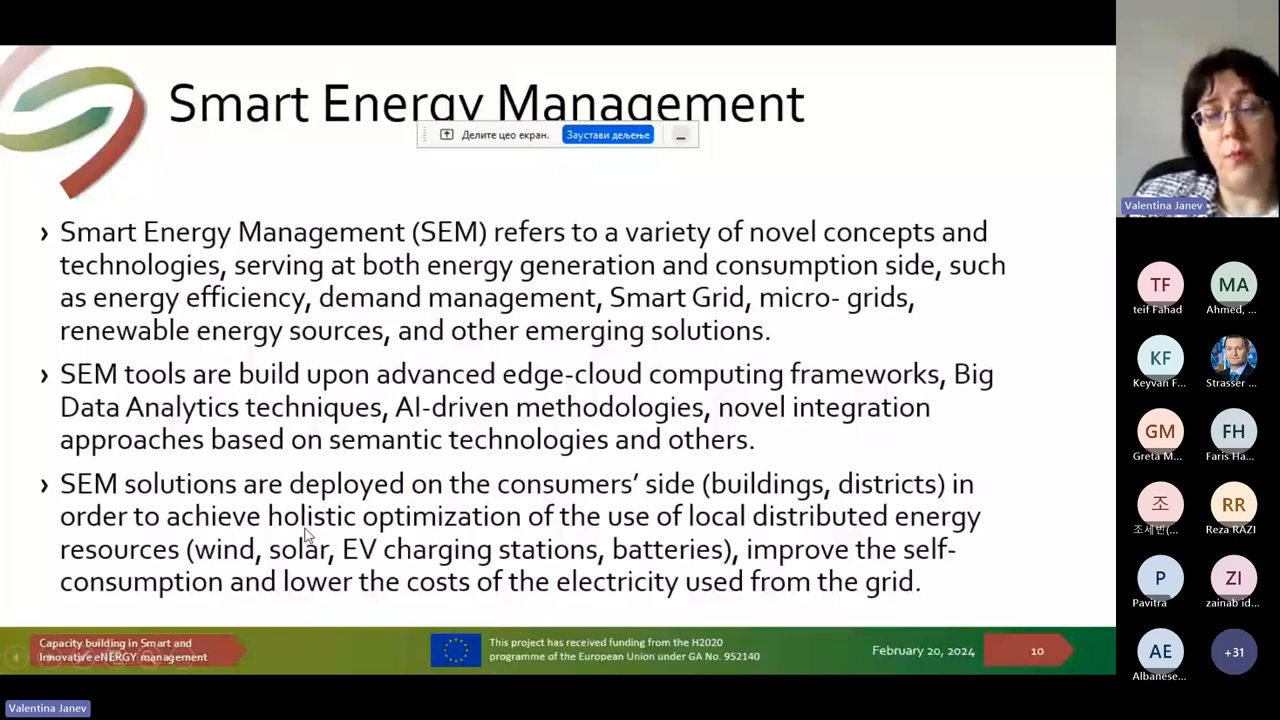 Smart Energy Management
Делите цео екран.
Заустави дељење
› Smart Energy Management (SEM) refers to a variety of novel concepts and
technologies, serving at both energy generation and consumption side, such
as energy efficiency, demand management, Smart Grid, micro- grids,
renewable energy sources, and other emerging solutions.
› SEM tools are build upon advanced edge-cloud computing frameworks, Big
Data Analytics techniques, AI-driven methodologies, novel integration
approaches based on semantic technologies and others.
› SEM solutions are deployed on the consumers’ side (buildings, districts) in
order to achieve holistic optimization of the use of local distributed energy
resources (wind, solar, EV charging stations, batteries), improve the self-
consumption and lower the costs of the electricity used from the grid.
Capacity building in Smart and
Innovative eNERGY management
This project has received funding from the H2020
programme of the European Union under GA No. 952140
February 20, 2024
10
Valentina Janev
TF
teif Fahad
MA
Ahmed, ...
KF
Keyvan F...
Strasser ...
GM
Greta M...
FH
Faris Ha...
조
조세빈(...
RR
Reza RAZI
P
Pavitra
ZI
zainab id...
AE
Albanese...
+31
Valentina Janev